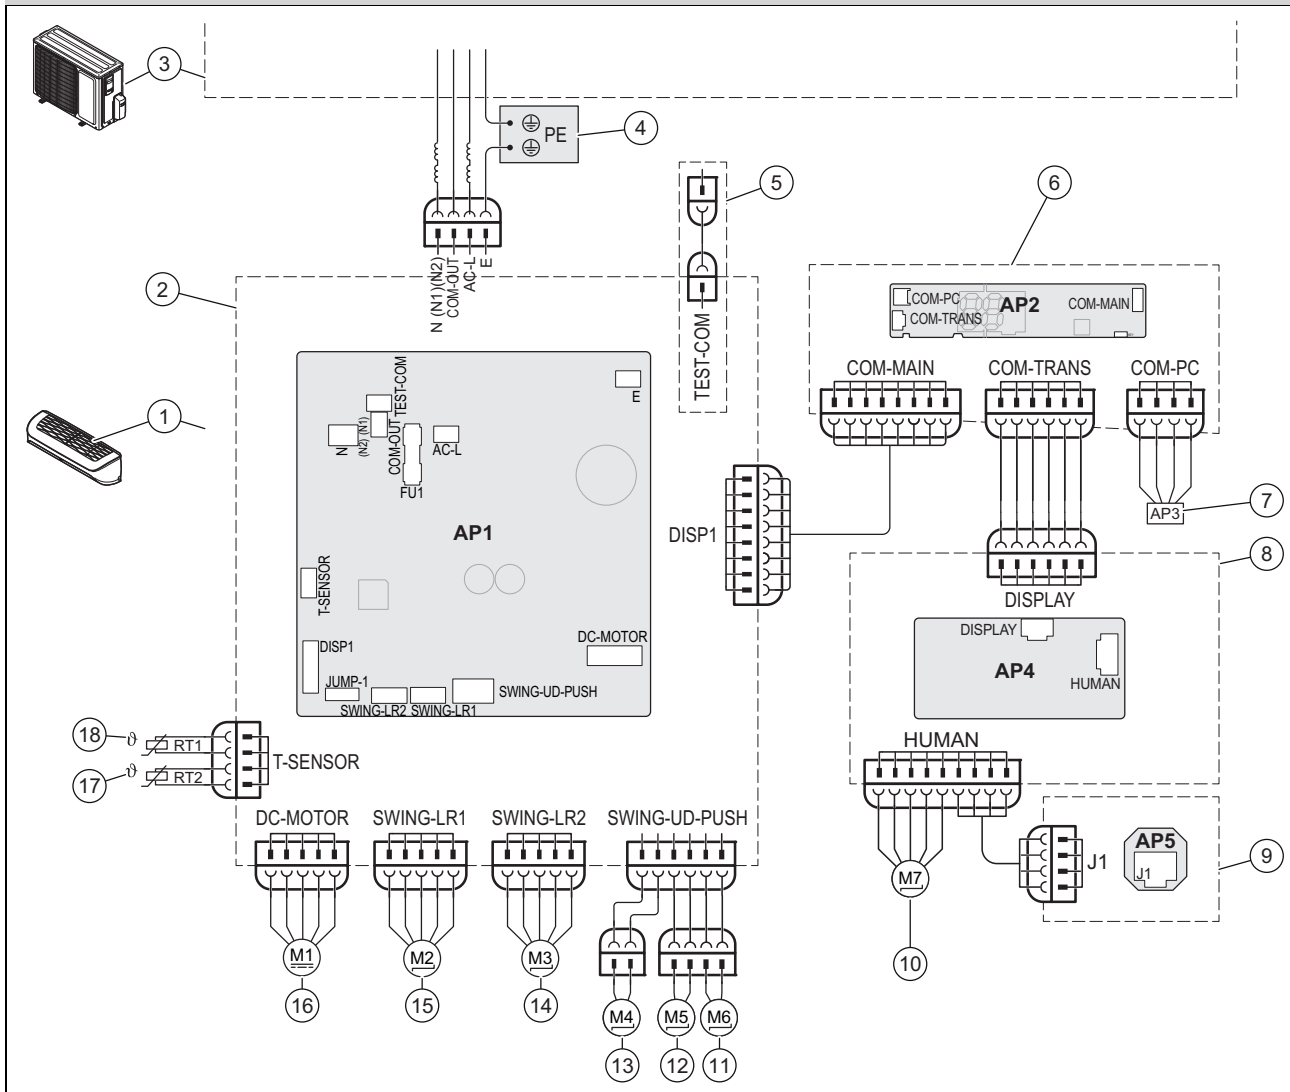 3
PE
4
5
6
N (N1)(N2)
COM-OUT
AC-L
E
2
TEST-COM
COM-PC
COM-TRANS
AP2
COM-MAIN
COM-MAIN
COM-TRANS
COM-PC
1
TEST-COM
E
N
(N2) (N1)
COM-OUT
AC-L
FU1
AP1
DISP1
AP3
7
8
DISPLAY
T-SENSOR
DISP1
JUMP-1
SWING-LR2
SWING-LR1
SWING-UD-PUSH
DC-MOTOR
DISPLAY
AP4
HUMAN
18
ϑ
RT1
17
ϑ
RT2
T-SENSOR
HUMAN
DC-MOTOR
SWING-LR1
SWING-LR2
SWING-UD-PUSH
J1
AP5
J1
9
M7
10
M1
M2
M3
16
15
14
M4
M5
M6
13
12
11